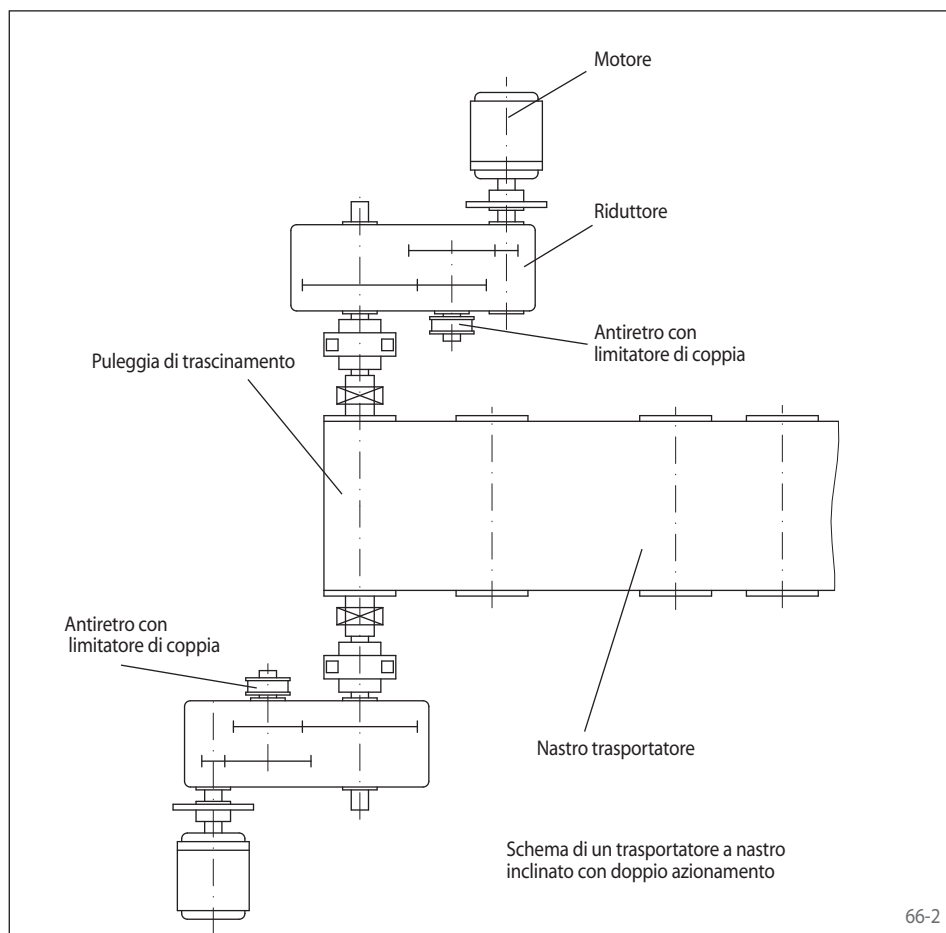 Motore
Riduttore
Antiretro con
limitatore di coppia
Puleggia di trascinamento
Antiretro con
limitatore di coppia
Nastro trasportatore
Schema di un trasportatore a nastro
inclinato con doppio azionamento
66-2